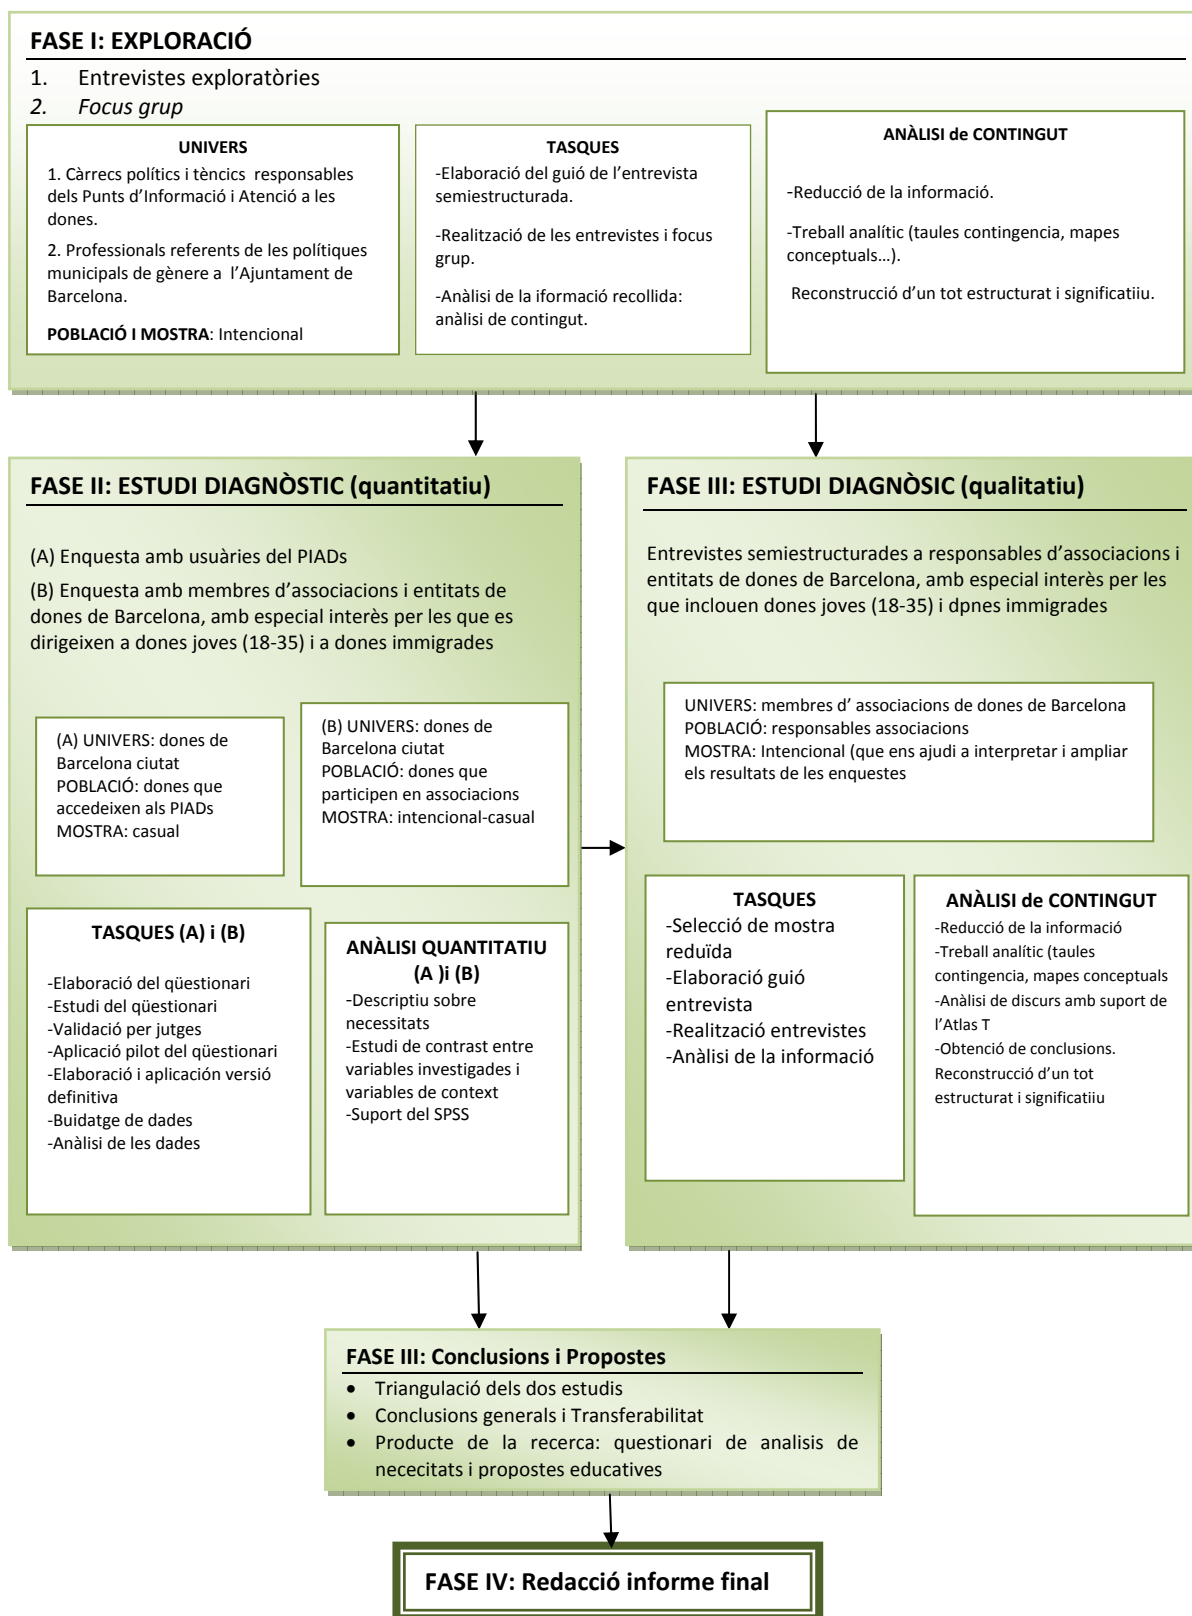 FASE I: EXPLORACIÓ
1. Entrevistes exploratòries
2. Focus grup
UNIVERS
1. Càrrecs polítics i tèncics responsables
dels Punts d’Informació i Atenció a les
dones.
2. Professionals referents de les polítiques
municipals de gènere a l’Ajuntament de
Barcelona.
POBLACIÓ I MOSTRA: Intencional
TASQUES
-Elaboració del guió de l’entrevista
semiestructurada.
-Realització de les entrevistes i focus
grup.
-Anàlisi de la iformació recollida:
anàlisi de contingut.
ANÀLISI de CONTINGUT
-Reducció de la informació.
-Treball analític (taules contingencia, mapes
conceptuals…).
Reconstrucció d’un tot estructurat i significatiiu.
FASE II: ESTUDI DIAGNÒSTIC (quantitatiu)
(A) Enquesta amb usuàries del PIADs
(B) Enquesta amb membres d’associacions i entitats de
dones de Barcelona, amb especial interès per les que es
dirigeixen a dones joves (18-35) i a dones immigrades
(A) UNIVERS: dones de
Barcelona ciutat
POBLACIÓ: dones que
accedeixen als PIADs
MOSTRA: casual
(B) UNIVERS: dones de
Barcelona ciutat
POBLACIÓ: dones que
participen en associacions
MOSTRA: intencional-casual
TASQUES (A) i (B)
-Elaboració del qüestionari
-Estudi del qüestionari
-Validació per jutges
-Aplicació pilot del qüestionari
-Elaboració i aplicación versió
definitiva
-Buidatge de dades
-Anàlisi de les dades
ANÀLISI QUANTITATIU
(A )i (B)
-Descriptiu sobre
necessitats
-Estudi de contrast entre
variables investigades i
variables de context
-Suport del SPSS
FASE III: ESTUDI DIAGNÒSIC (qualitatiu)
Entrevistes semiestructurades a responsables d’associacions i
entitats de dones de Barcelona, amb especial interès per les
que inclouen dones joves (18-35) i dpnes immigrades
UNIVERS: membres d’ associacions de dones de Barcelona
POBLACIÓ: responsables associacions
MOSTRA: Intencional (que ens ajudi a interpretar i ampliar
els resultats de les enquestes
TASQUES
-Selecció de mostra
reduïda
-Elaboració guió
entrevista
-Realització entrevistes
-Anàlisi de la informació
ANÀLISI de CONTINGUT
-Reducció de la informació
-Treball analític (taules
contingencia, mapes conceptuals
-Anàlisi de discurs amb suport de
l’Atlas T
-Obtenció de conclusions.
Reconstrucció d’un tot
estructurat i significatiiu
FASE III: Conclusions i Propostes
• Triangulació dels dos estudis
• Conclusions generals i Transferabilitat
• Producte de la recerca: questionari de analisis de
nececitats i propostes educatives
FASE IV: Redacció informe final